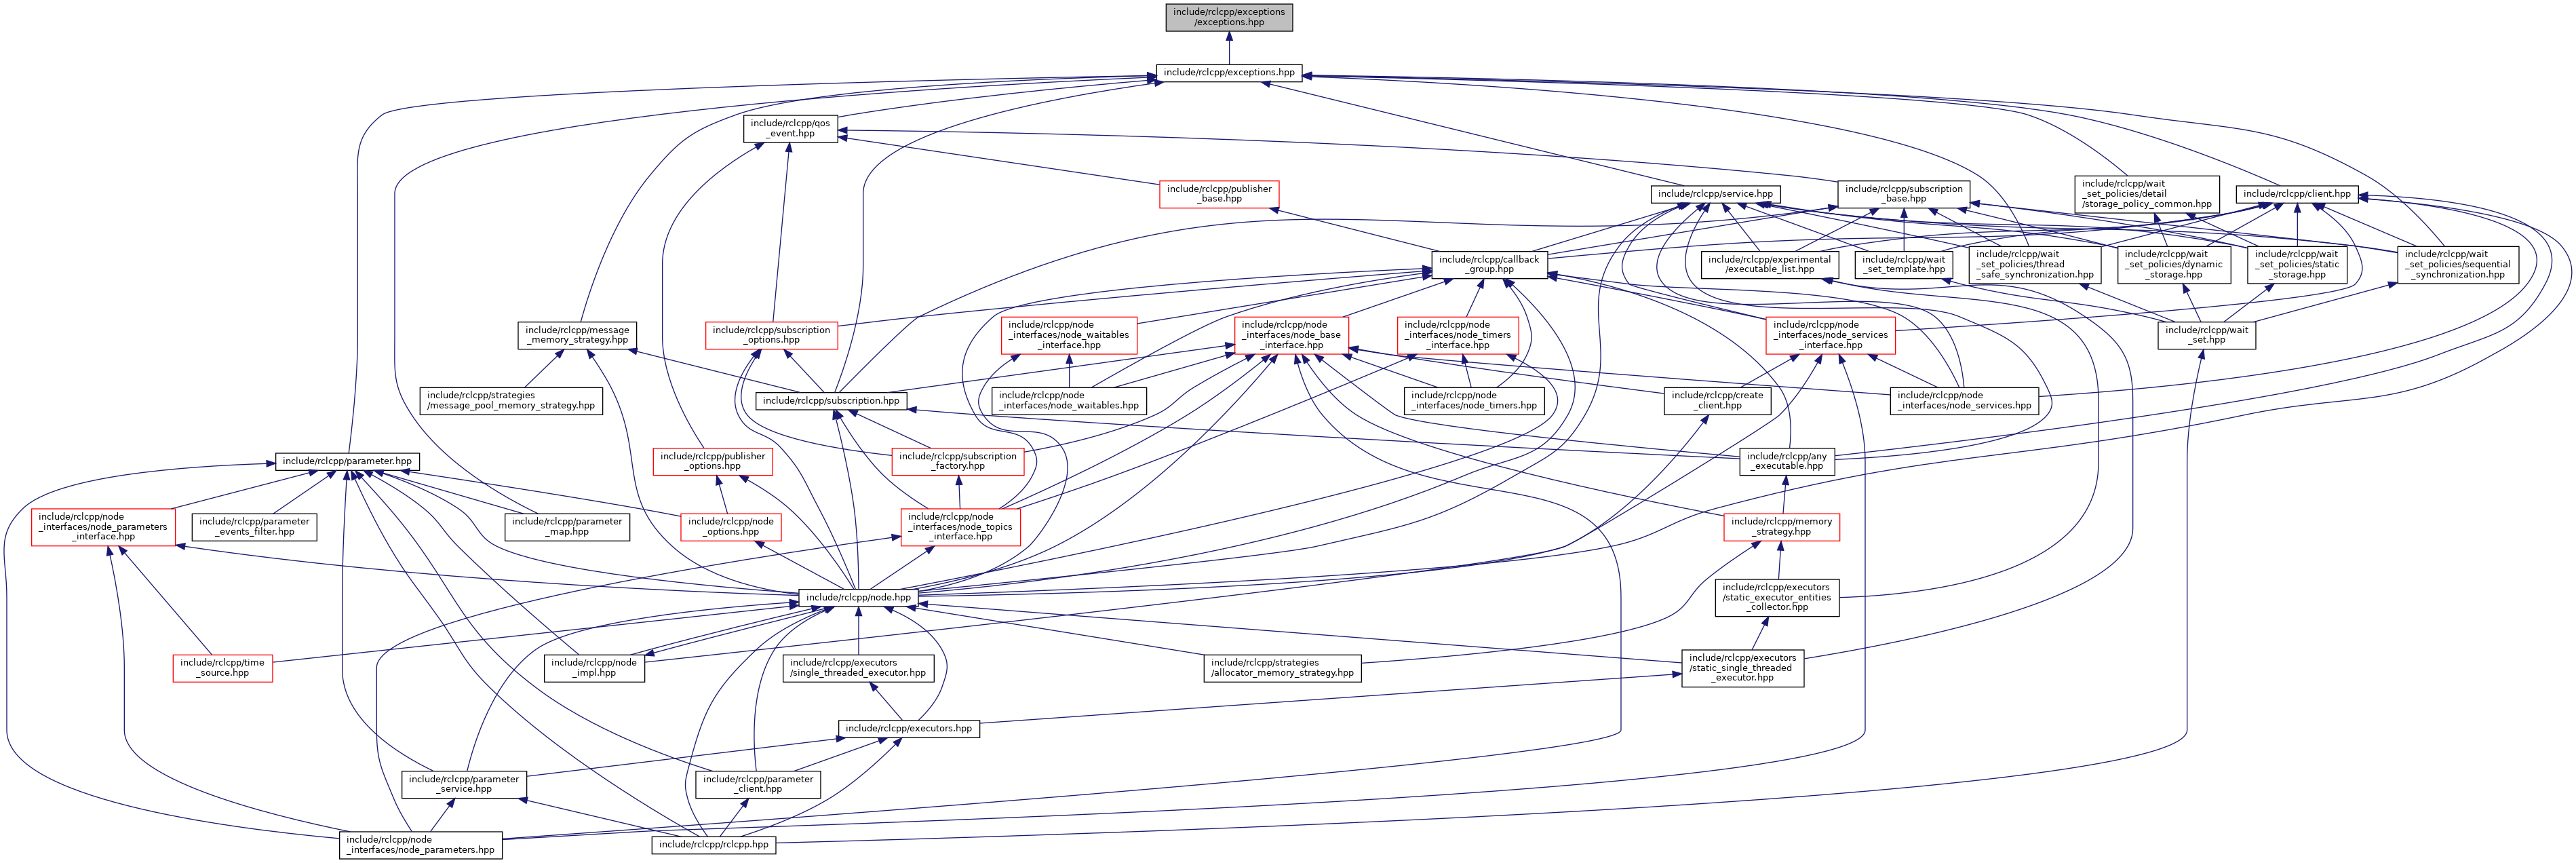 include/rclcpp/exceptions
/exceptions.hpp
include/rclcpp/exceptions.hpp
include/rclcpp/qos
_event.hpp
include/rclcpp/publisher
_base.hpp
include/rclcpp/service.hpp
include/rclcpp/subscription
_base.hpp
include/rclcpp/wait
_set_policies/detail
/storage_policy_common.hpp
include/rclcpp/client.hpp
include/rclcpp/callback
_group.hpp
include/rclcpp/experimental
/executable_list.hpp
include/rclcpp/wait
_set_template.hpp
include/rclcpp/wait
_set_policies/thread
_safe_synchronization.hpp
include/rclcpp/wait
_set_policies/dynamic
_storage.hpp
include/rclcpp/wait
_set_policies/static
_storage.hpp
include/rclcpp/wait
_set_policies/sequential
_synchronization.hpp
include/rclcpp/message
_memory_strategy.hpp
include/rclcpp/subscription
_options.hpp
include/rclcpp/node
_interfaces/node_waitables
_interface.hpp
include/rclcpp/node
_interfaces/node_base
_interface.hpp
include/rclcpp/node
_interfaces/node_timers
_interface.hpp
include/rclcpp/node
_interfaces/node_services
_interface.hpp
include/rclcpp/wait
_set.hpp
include/rclcpp/strategies
/message_pool_memory_strategy.hpp
include/rclcpp/subscription.hpp
include/rclcpp/node
_interfaces/node_waitables.hpp
include/rclcpp/node
_interfaces/node_timers.hpp
include/rclcpp/create
_client.hpp
include/rclcpp/node
_interfaces/node_services.hpp
include/rclcpp/parameter.hpp
include/rclcpp/publisher
_options.hpp
include/rclcpp/subscription
_factory.hpp
include/rclcpp/any
_executable.hpp
include/rclcpp/node
_interfaces/node_parameters
_interface.hpp
include/rclcpp/parameter
_events_filter.hpp
include/rclcpp/parameter
_map.hpp
include/rclcpp/node
_options.hpp
include/rclcpp/node
_interfaces/node_topics
_interface.hpp
include/rclcpp/memory
_strategy.hpp
include/rclcpp/node.hpp
include/rclcpp/executors
/static_executor_entities
_collector.hpp
include/rclcpp/time
_source.hpp
include/rclcpp/node
_impl.hpp
include/rclcpp/executors
/single_threaded_executor.hpp
include/rclcpp/strategies
/allocator_memory_strategy.hpp
include/rclcpp/executors
/static_single_threaded
_executor.hpp
include/rclcpp/executors.hpp
include/rclcpp/parameter
_service.hpp
include/rclcpp/parameter
_client.hpp
include/rclcpp/node
_interfaces/node_parameters.hpp
include/rclcpp/rclcpp.hpp